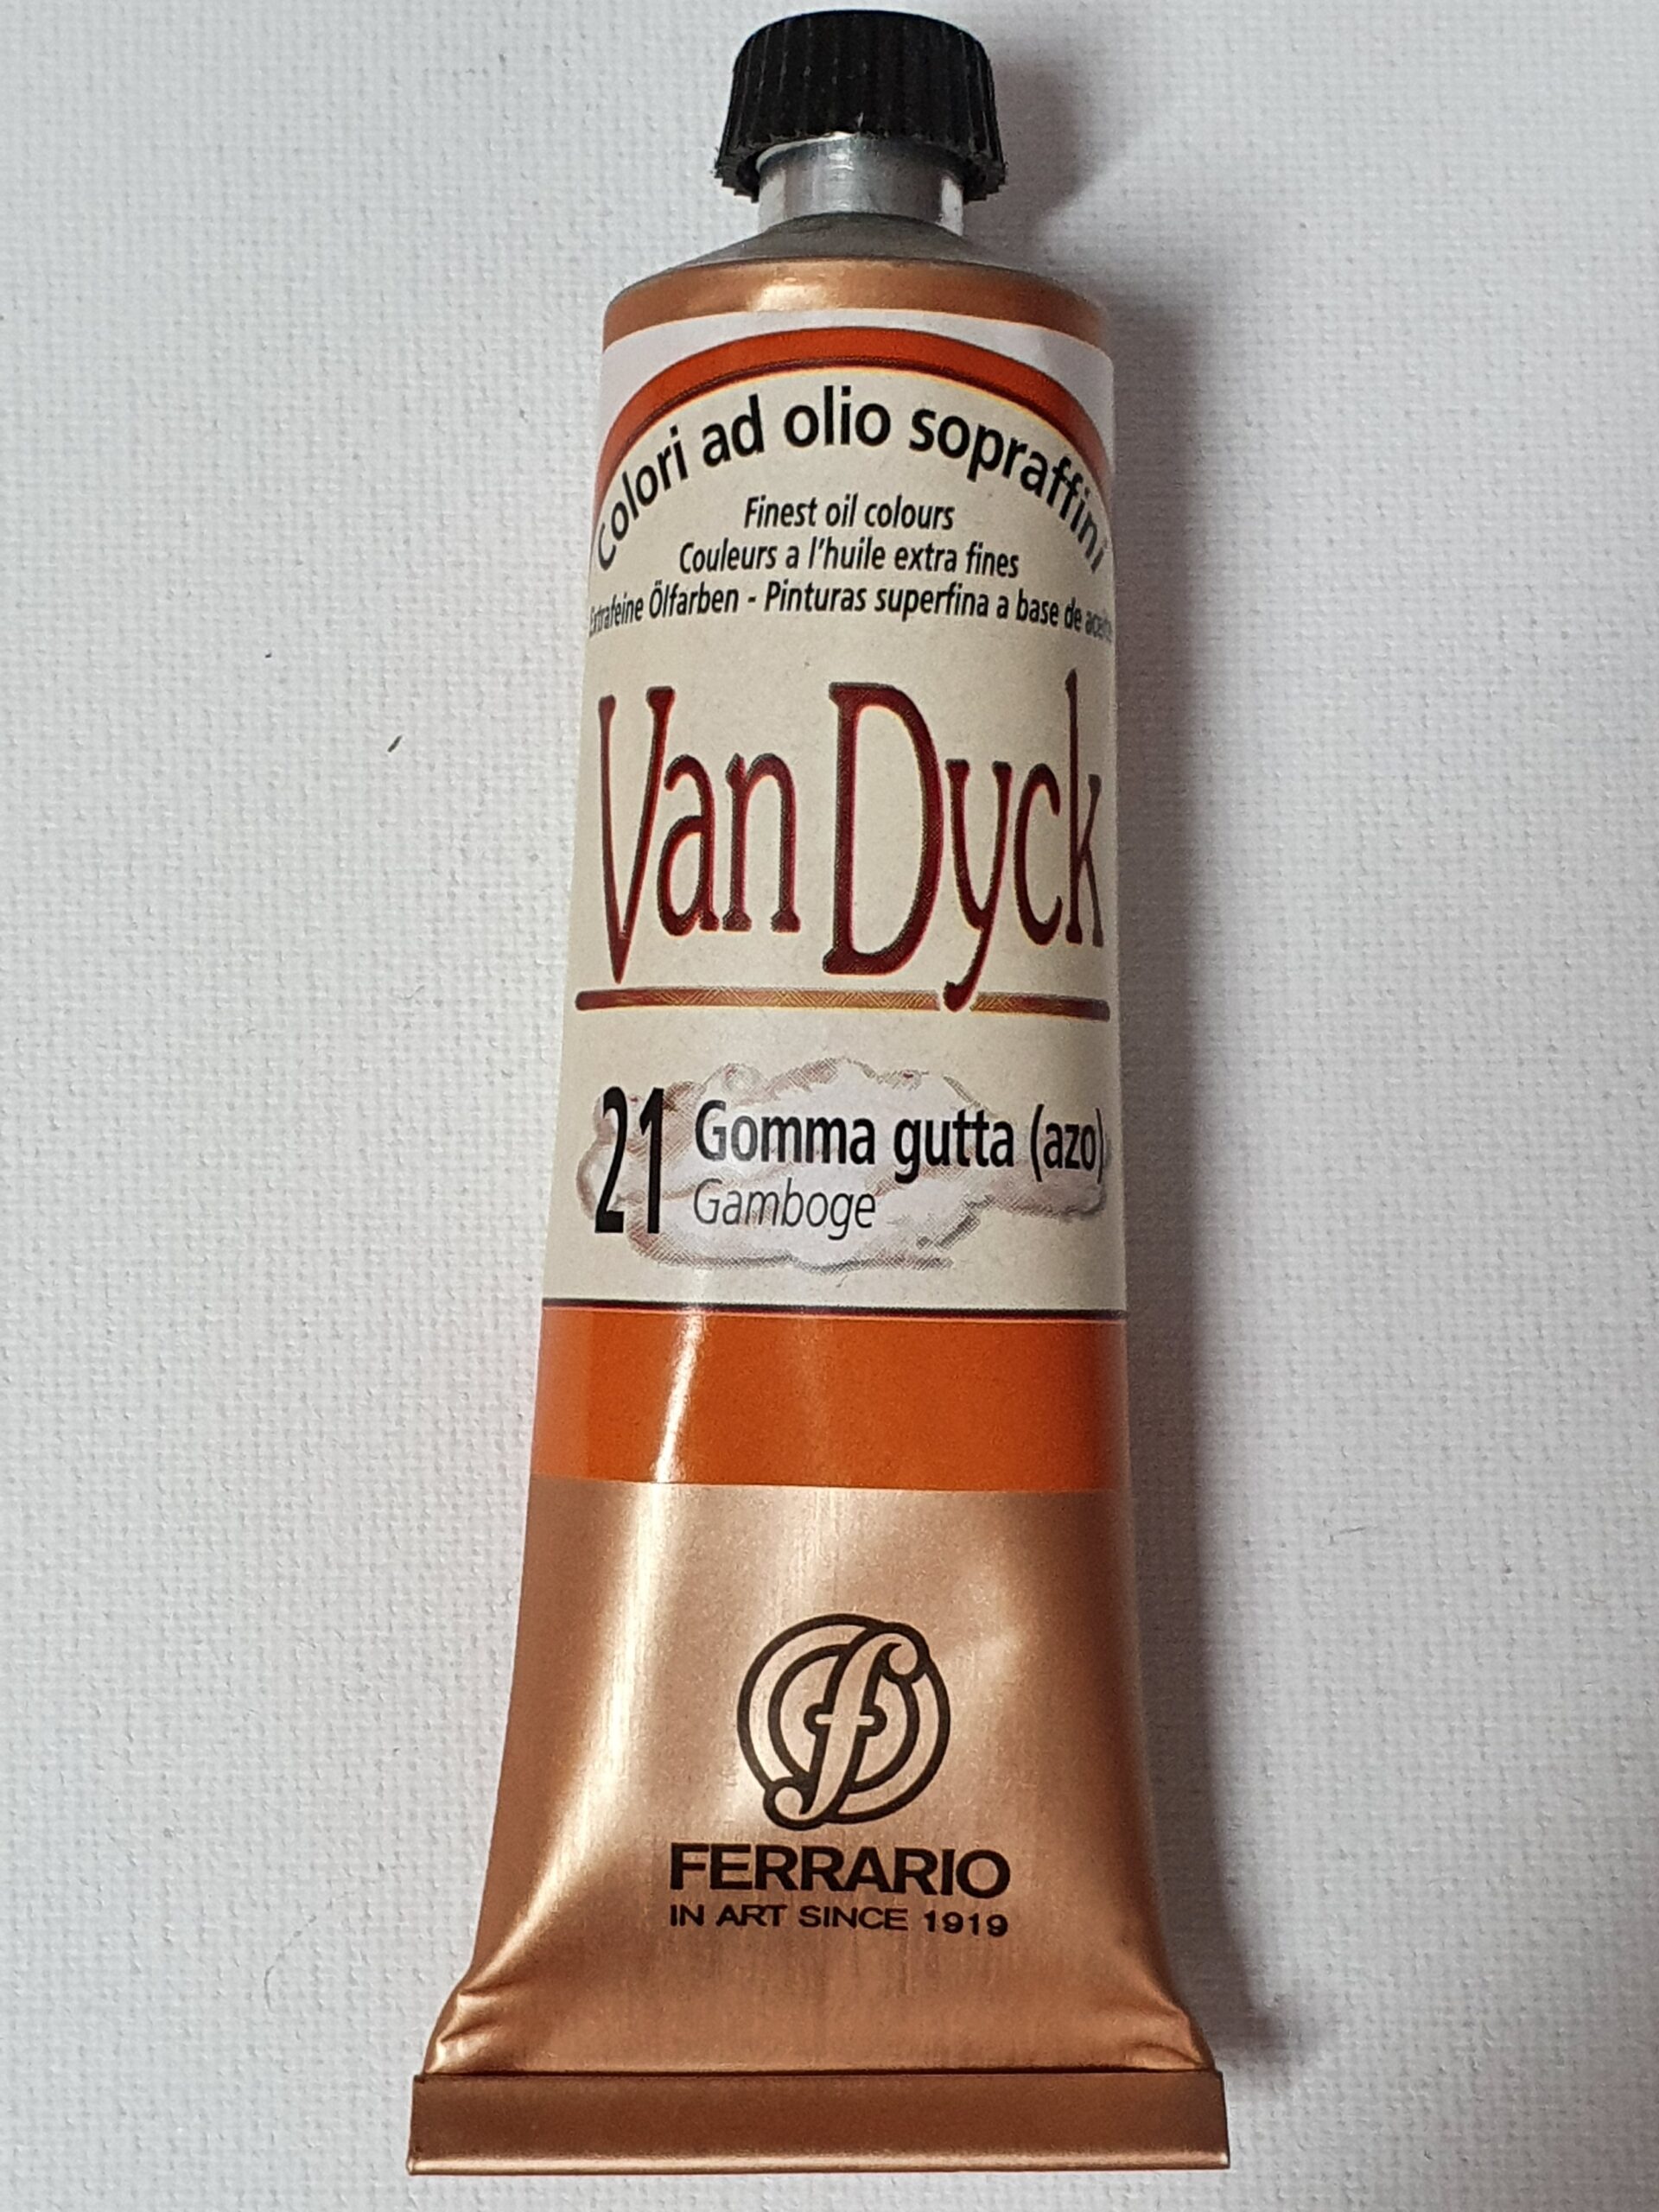 Colori ad olio sopraffini
Finest oil colours
Couleurs a l'huile extra fines
Extrafeine Ölfarben - Pinturas superfina a base de aceite
Van Dyck
21 Gomma gutta (azo)
Gamboge
f
FERRARIO
IN ART SINCE 1919